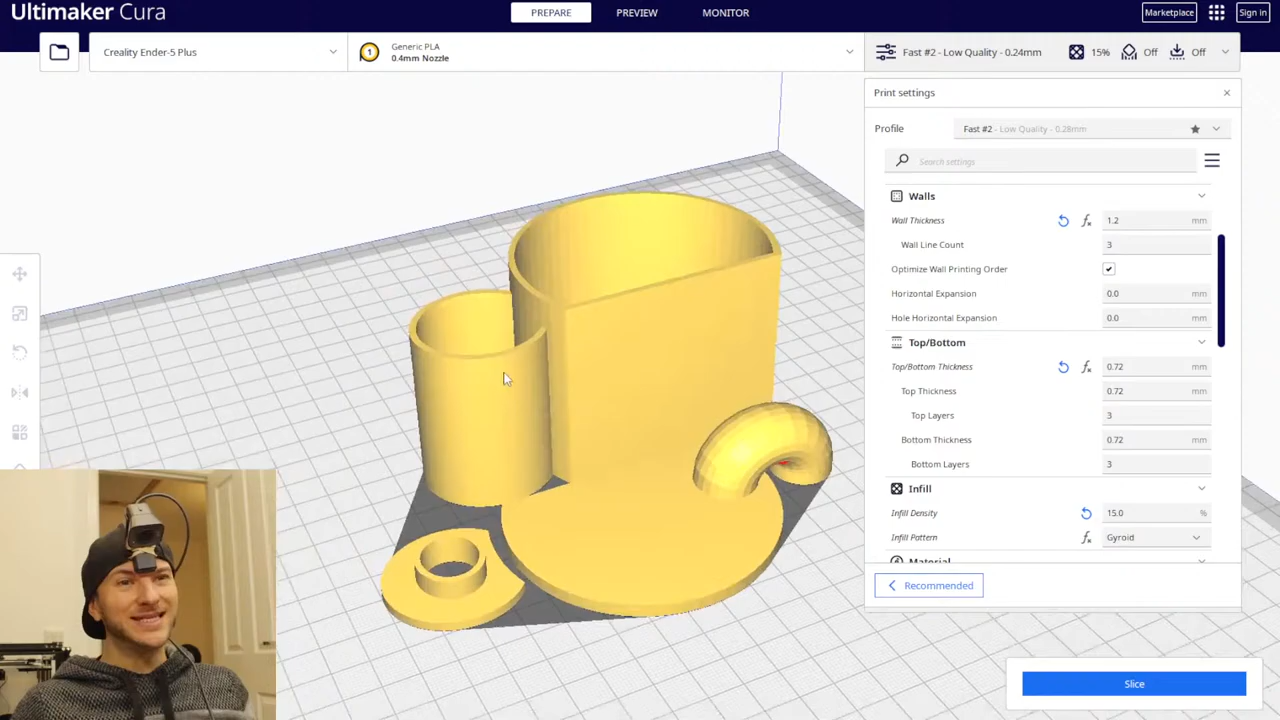 Ultimaker Cura
PREPARE
PREVIEW
MONITOR
Marketplace
Sign in
Creality Ender-5 Plus
1
Generic PLA
0.4mm Nozzle
Fast #2 - Low Quality - 0.24mm
15%
Off
Off
Print settings
×
Profile
Fast #2 - Low Quality - 0.28mm
Search settings
Walls
Wall Thickness
1.2 mm
Wall Line Count
3
Optimize Wall Printing Order
Horizontal Expansion
0.0 mm
Hole Horizontal Expansion
0.0 mm
Top/Bottom
Top/Bottom Thickness
0.72 mm
Top Thickness
0.72 mm
Top Layers
3
Bottom Thickness
0.72 mm
Bottom Layers
3
Infill
Infill Density
15.0 %
Infill Pattern
Gyroid
Material
Recommended
Slice